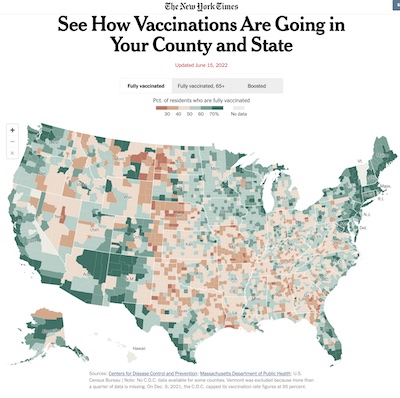 The New York Times
See How Vaccinations Are Going in
Your County and State
Updated June 15, 2022
Fully vaccinated
Fully vaccinated, 65+
Boosted
Pct. of residents who are fully vaccinated
30 40 50 60 70%
No data
+
−
Vt.
Mass.
R.I.
N.J.
Del.
Utah
Hawaii
Sources: Centers for Disease Control and Prevention; Massachusetts Department of Public Health; U.S.
Census Bureau | Note: No C.D.C. data available for some counties. Vermont was excluded because more than
a quarter of data is missing. On Dec. 9, 2021, the C.D.C. capped its vaccination rate figures at 95 percent.